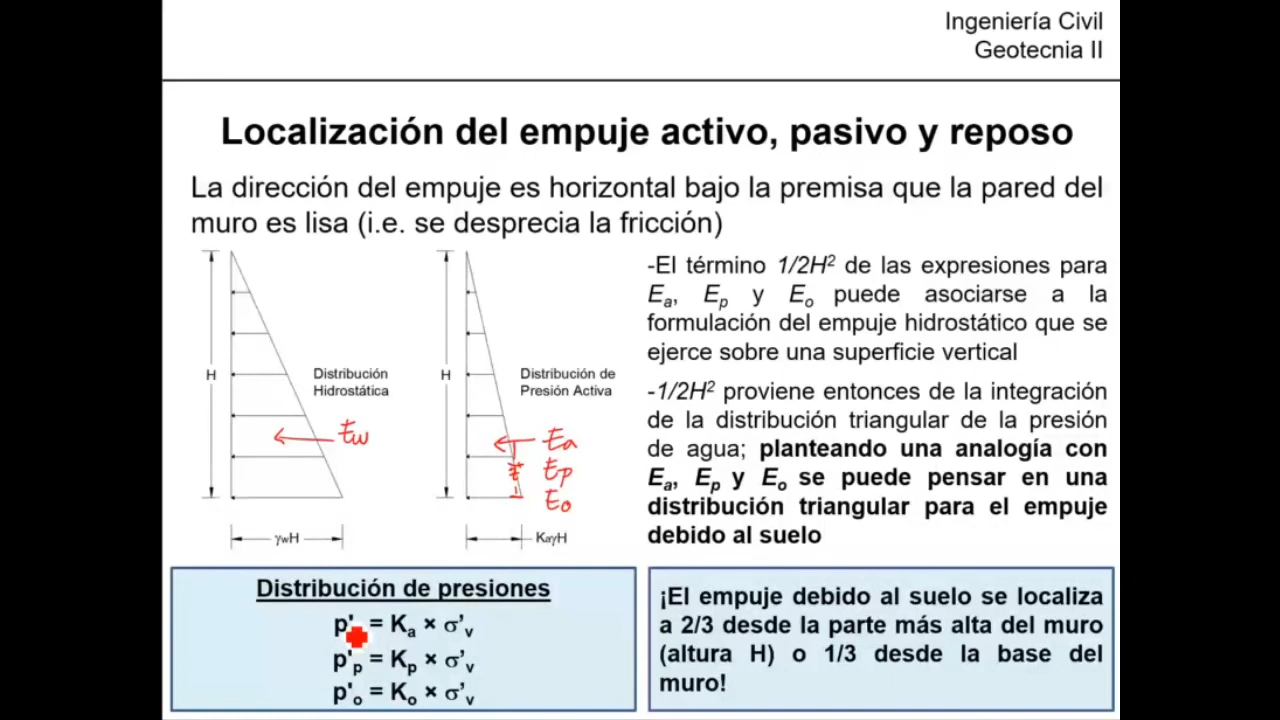 Ingeniería Civil
Geotecnia II
Localización del empuje activo, pasivo y reposo
La dirección del empuje es horizontal bajo la premisa que la pared del
muro es lisa (i.e. se desprecia la fricción)
H
Distribución
Hidrostática
Ew
γwH
H
Distribución de
Presión Activa
Ea
Ep
Eo
KaγH
-El término 1/2H² de las expresiones para
Ea, Ep y Eo puede asociarse a la
formulación del empuje hidrostático que se
ejerce sobre una superficie vertical
-1/2H² proviene entonces de la integración
de la distribución triangular de la presión
de agua; planteando una analogía con
Ea, Ep y Eo se puede pensar en una
distribución triangular para el empuje
debido al suelo
Distribución de presiones
p' = Ka × σ'v
p'p = Kp × σ'v
p'o = Ko × σ'v
¡El empuje debido al suelo se localiza
a 2/3 desde la parte más alta del muro
(altura H) o 1/3 desde la base del
muro!